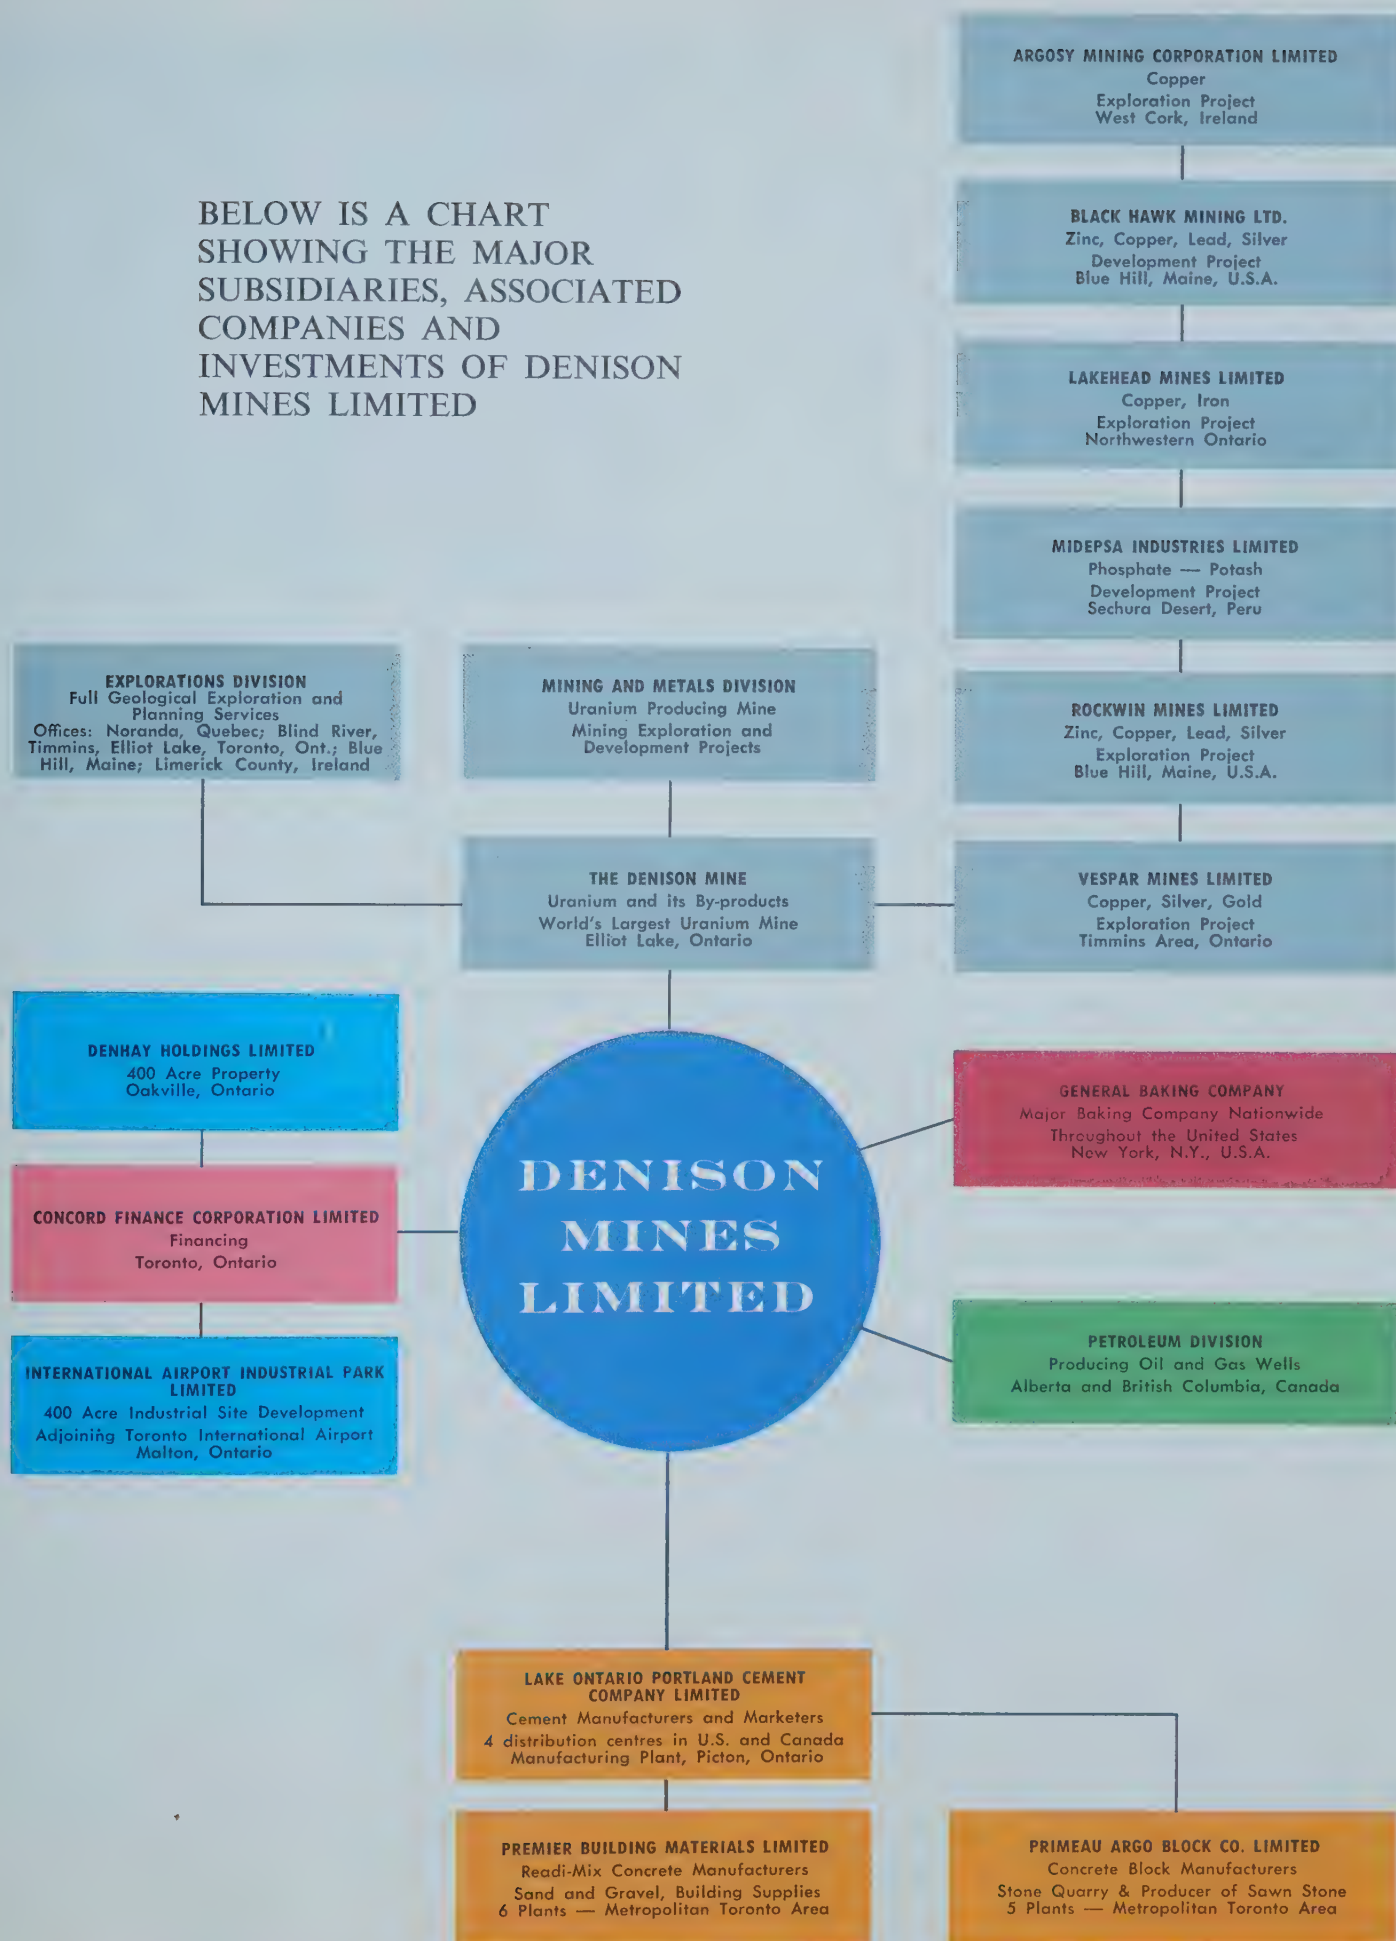 BELOW IS A CHART
SHOWING THE MAJOR
SUBSIDIARIES, ASSOCIATED
COMPANIES AND
INVESTMENTS OF DENISON
MINES LIMITED
ARGOSY MINING CORPORATION LIMITED
Copper
Exploration Project
West Cork, Ireland
BLACK HAWK MINING LTD.
Zinc, Copper, Lead, Silver
Development Project
Blue Hill, Maine, U.S.A.
LAKEHEAD MINES LIMITED
Copper, Iron
Exploration Project
Northwestern Ontario
MIDEPSA INDUSTRIES LIMITED
Phosphate — Potash
Development Project
Sechura Desert, Peru
EXPLORATIONS DIVISION
Full Geological Exploration and
Planning Services
Offices: Noranda, Quebec; Blind River,
Timmins, Elliot Lake, Toronto, Ont.; Blue
Hill, Maine; Limerick County, Ireland
MINING AND METALS DIVISION
Uranium Producing Mine
Mining Exploration and
Development Projects
ROCKWIN MINES LIMITED
Zinc, Copper, Lead, Silver
Exploration Project
Blue Hill, Maine, U.S.A.
THE DENISON MINE
Uranium and its By-products
World's Largest Uranium Mine
Elliot Lake, Ontario
VESPAR MINES LIMITED
Copper, Silver, Gold
Exploration Project
Timmins Area, Ontario
DENHAY HOLDINGS LIMITED
400 Acre Property
Oakville, Ontario
CONCORD FINANCE CORPORATION LIMITED
Financing
Toronto, Ontario
INTERNATIONAL AIRPORT INDUSTRIAL PARK
LIMITED
400 Acre Industrial Site Development
Adjoining Toronto International Airport
Malton, Ontario
DENISON
MINES
LIMITED
GENERAL BAKING COMPANY
Major Baking Company Nationwide
Throughout the United States
New York, N.Y., U.S.A.
PETROLEUM DIVISION
Producing Oil and Gas Wells
Alberta and British Columbia, Canada
LAKE ONTARIO PORTLAND CEMENT
COMPANY LIMITED
Cement Manufacturers and Marketers
4 distribution centres in U.S. and Canada
Manufacturing Plant, Picton, Ontario
PREMIER BUILDING MATERIALS LIMITED
Readi-Mix Concrete Manufacturers
Sand and Gravel, Building Supplies
6 Plants — Metropolitan Toronto Area
PRIMEAU ARGO BLOCK CO. LIMITED
Concrete Block Manufacturers
Stone Quarry & Producer of Sawn Stone
5 Plants — Metropolitan Toronto Area